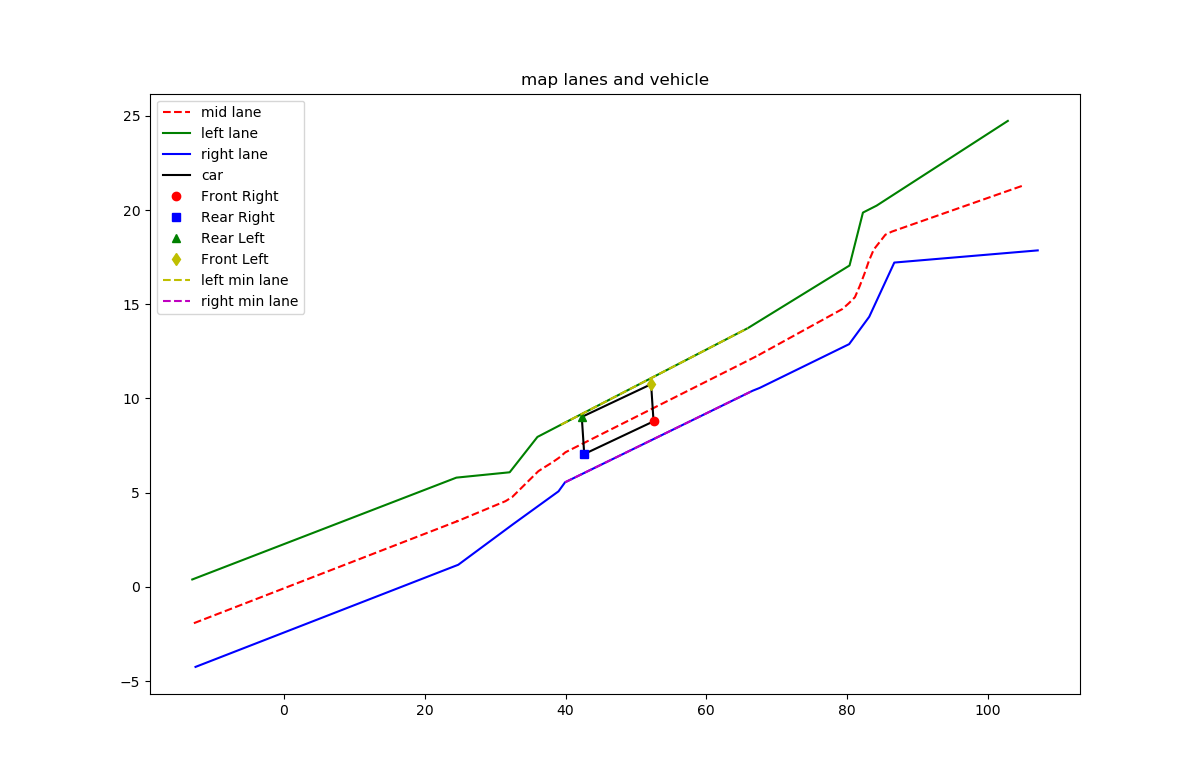 map lanes and vehicle
mid lane
left lane
right lane
car
Front Right
Rear Right
Rear Left
Front Left
left min lane
right min lane
25
20
15
10
5
0
−5
0 20 40 60 80 100